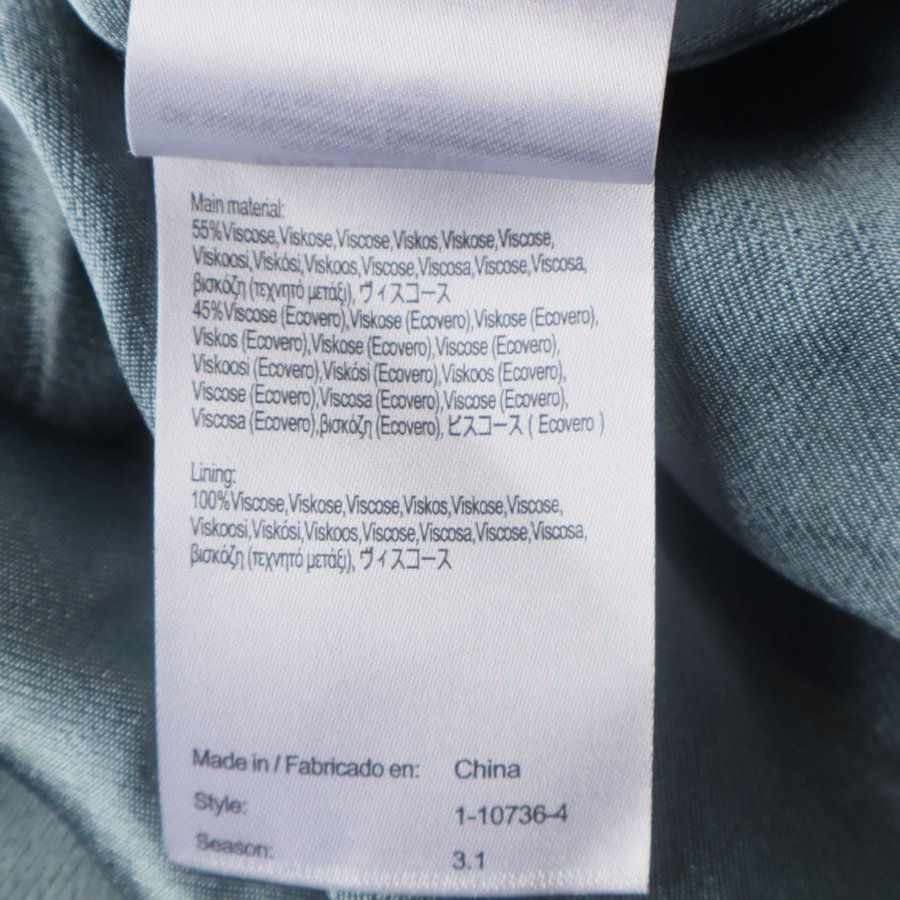 Main material:
55%Viscose,Viskose,Viscose,Viskos,Viskose,Viscose,
Viskoosi,Viskósi,Viskoos,Viscose,Viscosa,Viscose,Viscosa,
βισκόζη (τεχνητό μετάξι), ヴィスコース
45%Viscose (Ecovero),Viskose (Ecovero),Viskose (Ecovero),
Viskos (Ecovero),Viskose (Ecovero),Viscose (Ecovero),
Viskoosi (Ecovero),Viskósi (Ecovero),Viskoos (Ecovero),
Viscose (Ecovero),Viscosa (Ecovero),Viscose (Ecovero),
Viscosa (Ecovero),βισκόζη (Ecovero), ビスコース ( Ecovero )
Lining:
100%Viscose,Viskose,Viscose,Viskos,Viskose,Viscose,
Viskoosi,Viskósi,Viskoos,Viscose,Viscosa,Viscose,Viscosa,
βισκόζη (τεχνητό μετάξι), ヴィスコース
Made in / Fabricado en: China
Style: 1-10736-4
Season: 3.1